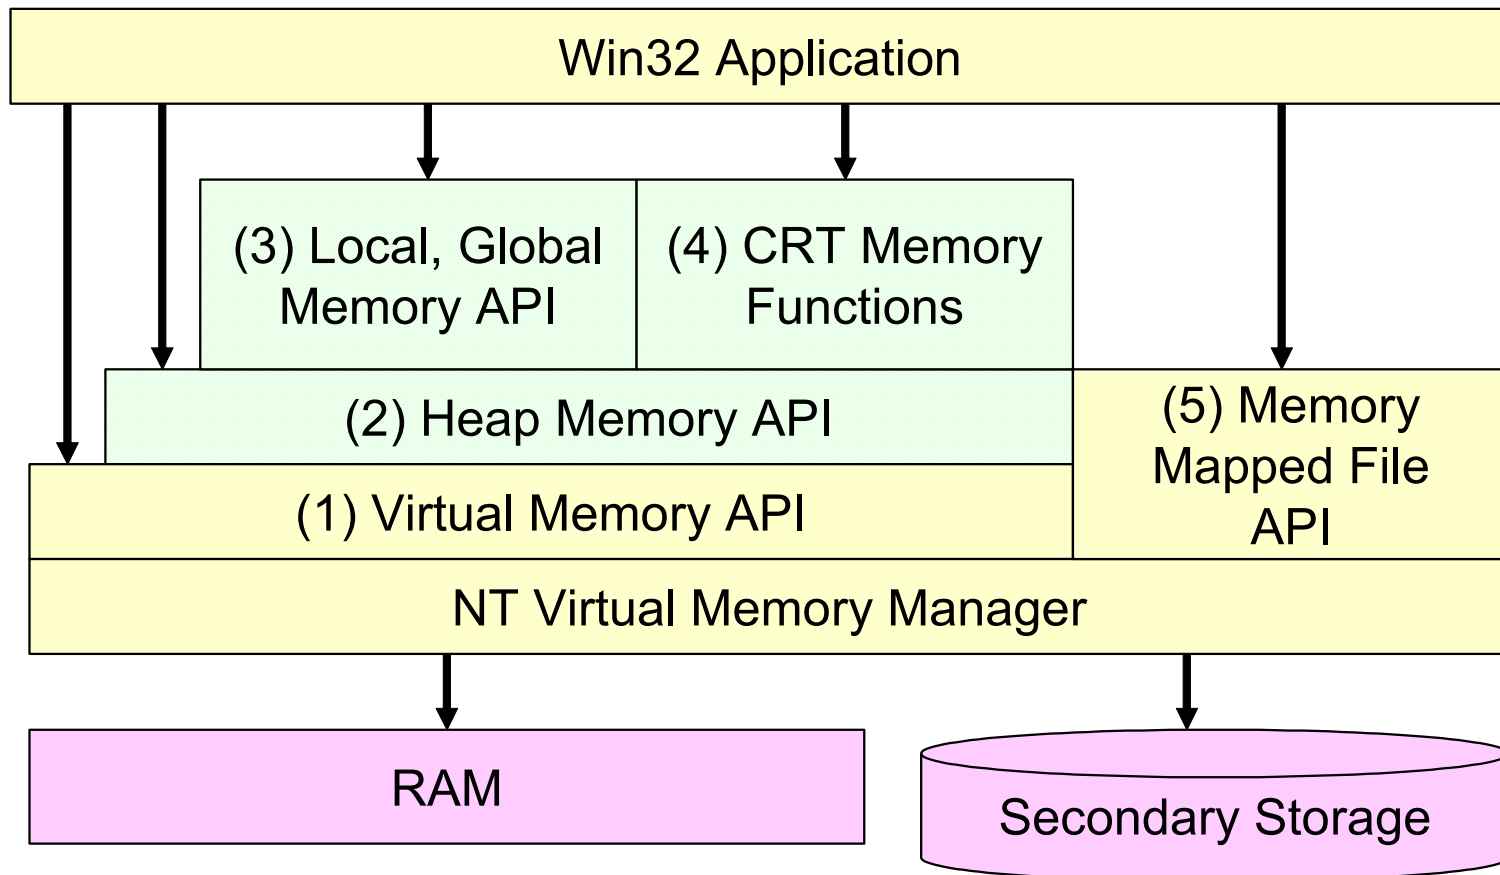 Win32 Application
(3) Local, Global
Memory API
(4) CRT Memory
Functions
(2) Heap Memory API
(5) Memory
Mapped File
API
(1) Virtual Memory API
NT Virtual Memory Manager
RAM
Secondary Storage